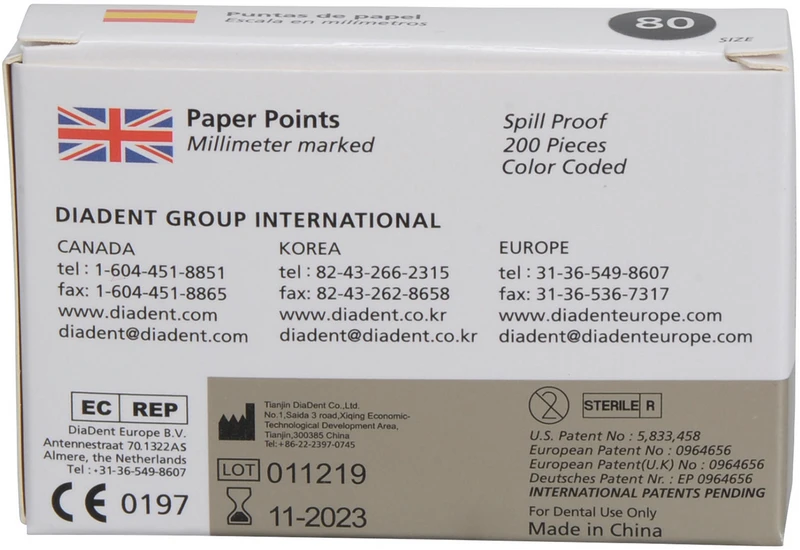 Puntas de papel
Escala en milímetros
80
SIZE
Paper Points
Millimeter marked
Spill Proof
200 Pieces
Color Coded
DIADENT GROUP INTERNATIONAL
CANADA
tel : 1-604-451-8851
fax: 1-604-451-8865
www.diadent.com
diadent@diadent.com
KOREA
tel : 82-43-266-2315
fax: 82-43-262-8658
www.diadent.co.kr
diadent@diadent.co.kr
EUROPE
tel : 31-36-549-8607
fax: 31-36-536-7317
www.diadenteurope.com
diadent@diadenteurope.com
EC REP
DiaDent Europe B.V.
Antennestraat 70.1322AS
Almere, the Netherlands
Tel :+31-36-549-8607
CE 0197
Tianjin DiaDent Co.,Ltd.
No.1,Saida 3 road,Xiqing Economic-
Technological Development Area,
Tianjin,300385 China
Tel:+86-22-2397-0745
LOT 011219
11-2023
2
STERILE R
U.S. Patent No : 5,833,458
European Patent No : 0964656
European Patent(U.K) No : 0964656
Deutsches Patent Nr. : EP 0964656
INTERNATIONAL PATENTS PENDING
For Dental Use Only
Made in China